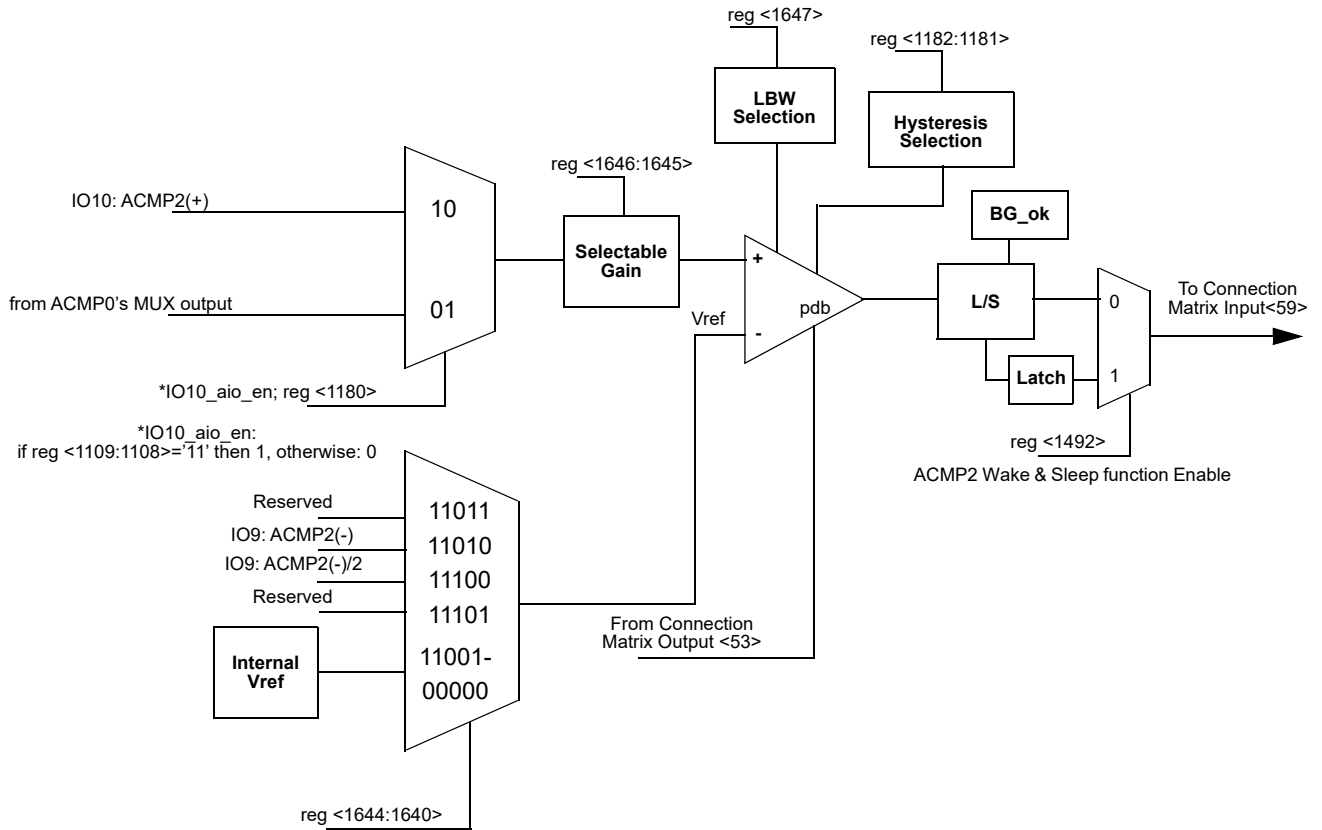 reg <1647>
reg <1182:1181>
LBW
Selection
Hysteresis
Selection
reg <1646:1645>
IO10: ACMP2(+)
10
Selectable
Gain
BG_ok
+
from ACMP0's MUX output
01
Vref
-
pdb
L/S
0
To Connection
Matrix Input<59>
Latch
1
*IO10_aio_en; reg <1180>
*IO10_aio_en:
if reg <1109:1108>='11' then 1, otherwise: 0
reg <1492>
ACMP2 Wake & Sleep function Enable
Reserved
11011
IO9: ACMP2(-)
11010
IO9: ACMP2(-)/2
11100
Reserved
11101
Internal
Vref
11001-
00000
From Connection
Matrix Output <53>
reg <1644:1640>